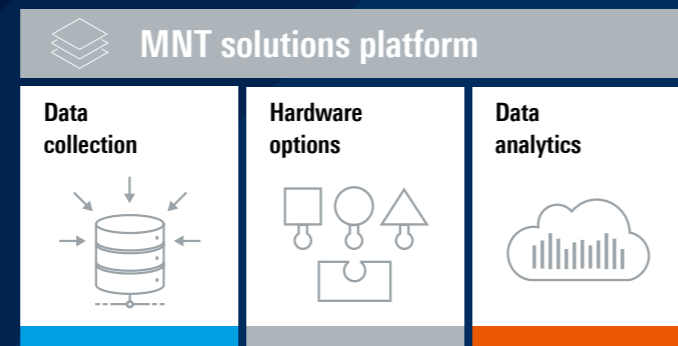 MNT solutions platform
Data
collection
Hardware
options
Data
analytics